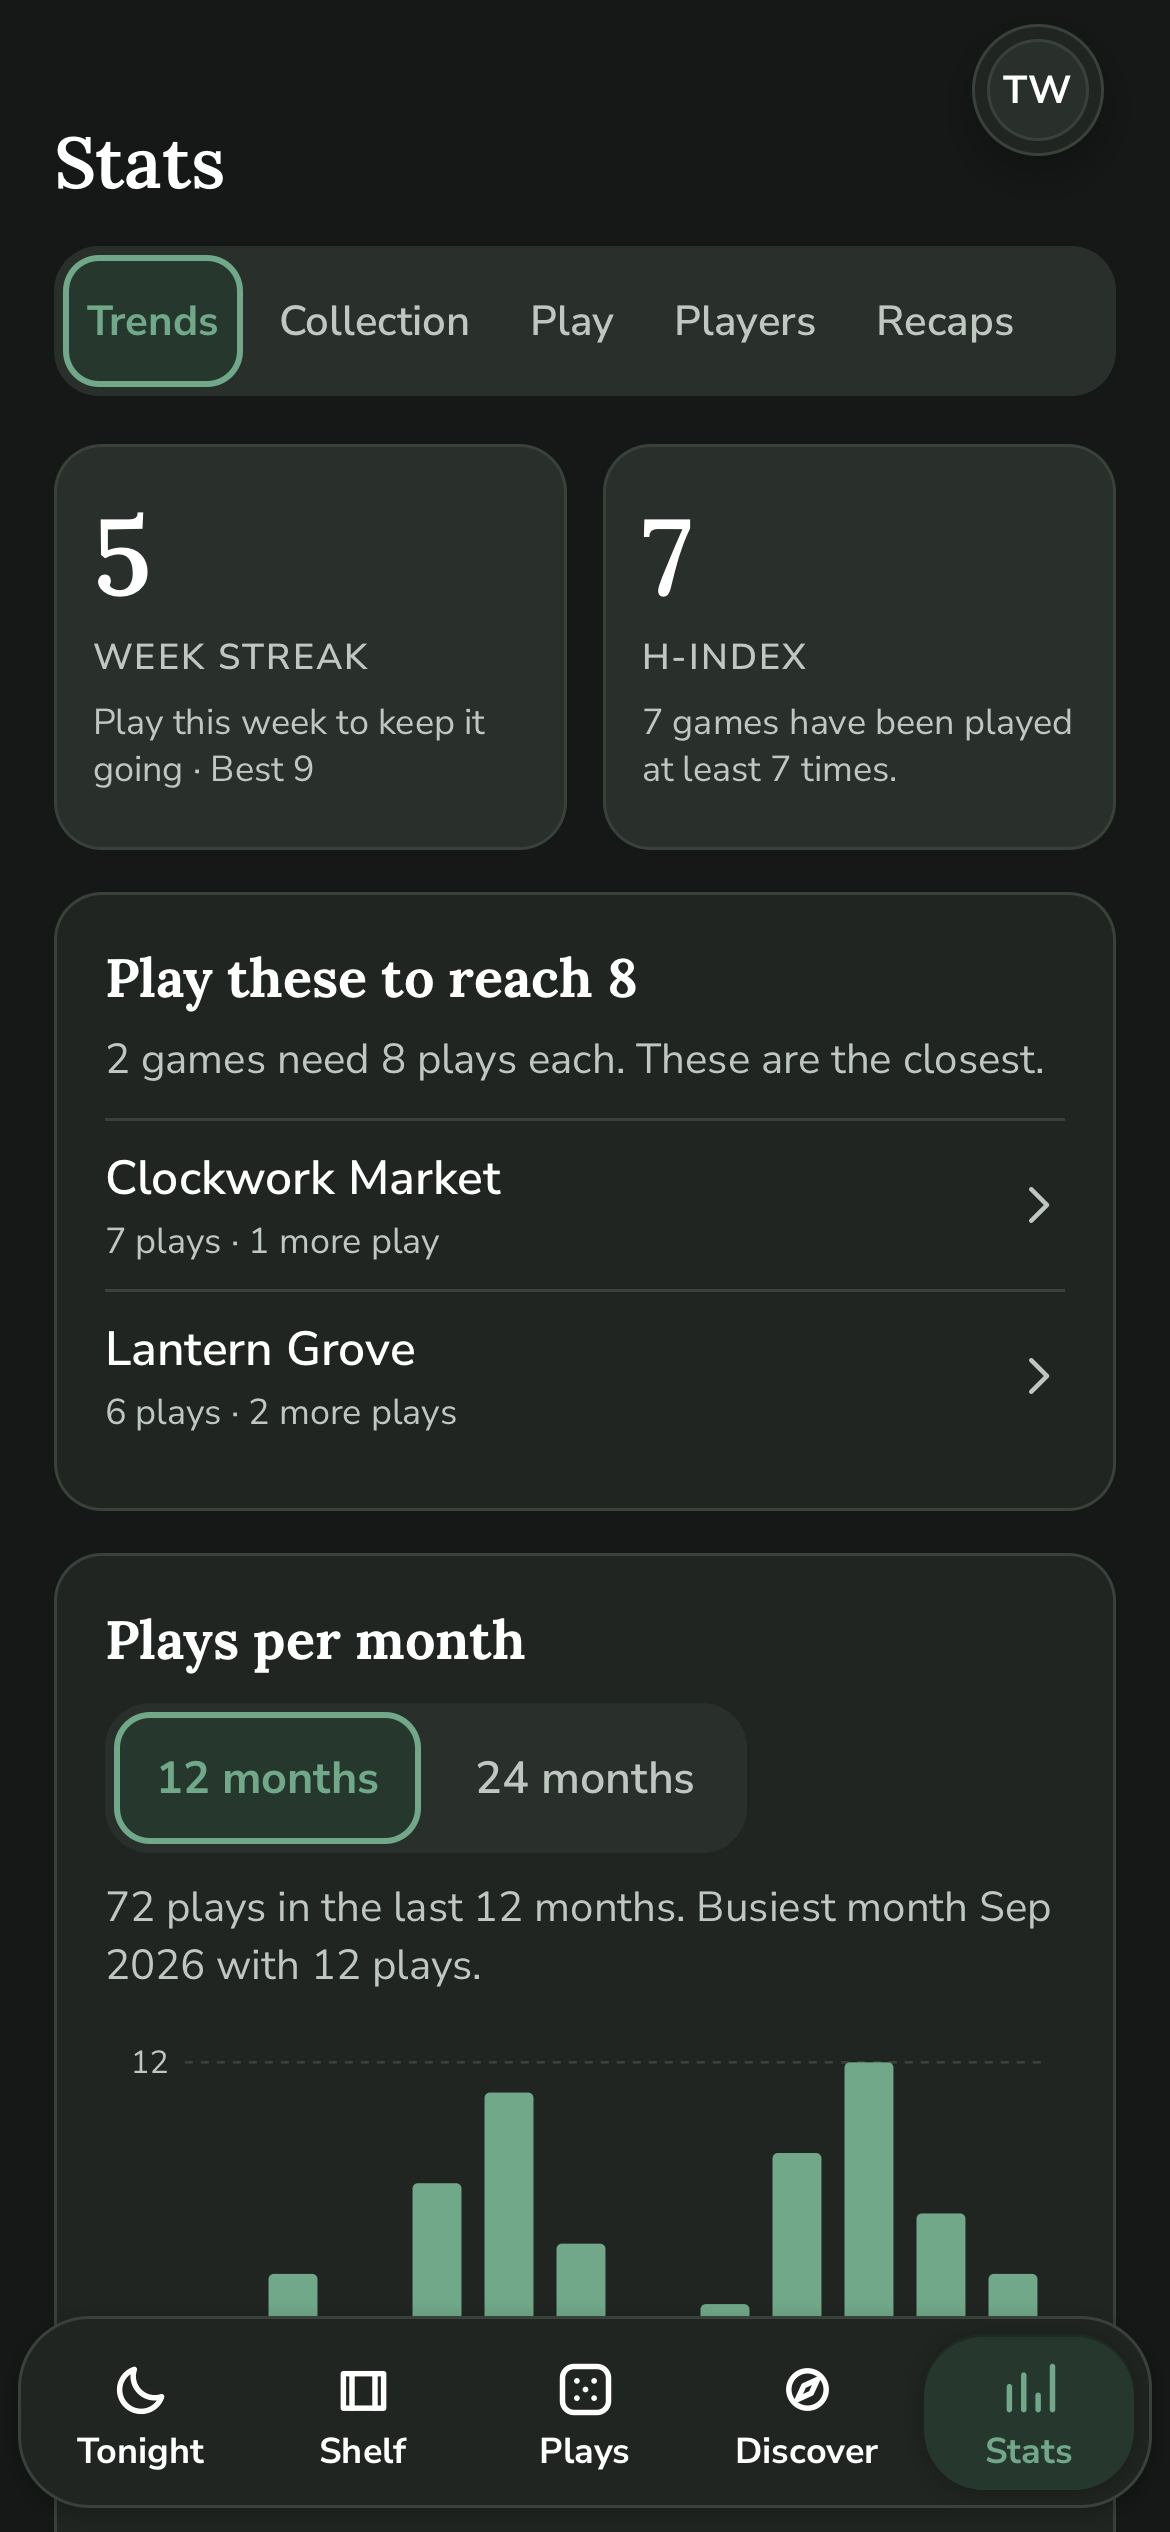 TW
Stats
Trends Collection Play Players Recaps
5
WEEK STREAK
Play this week to keep it
going · Best 9
7
H-INDEX
7 games have been played
at least 7 times.
Play these to reach 8
2 games need 8 plays each. These are the closest.
Clockwork Market
7 plays · 1 more play
Lantern Grove
6 plays · 2 more plays
Plays per month
12 months 24 months
72 plays in the last 12 months. Busiest month Sep
2026 with 12 plays.
12
Tonight Shelf Plays Discover Stats